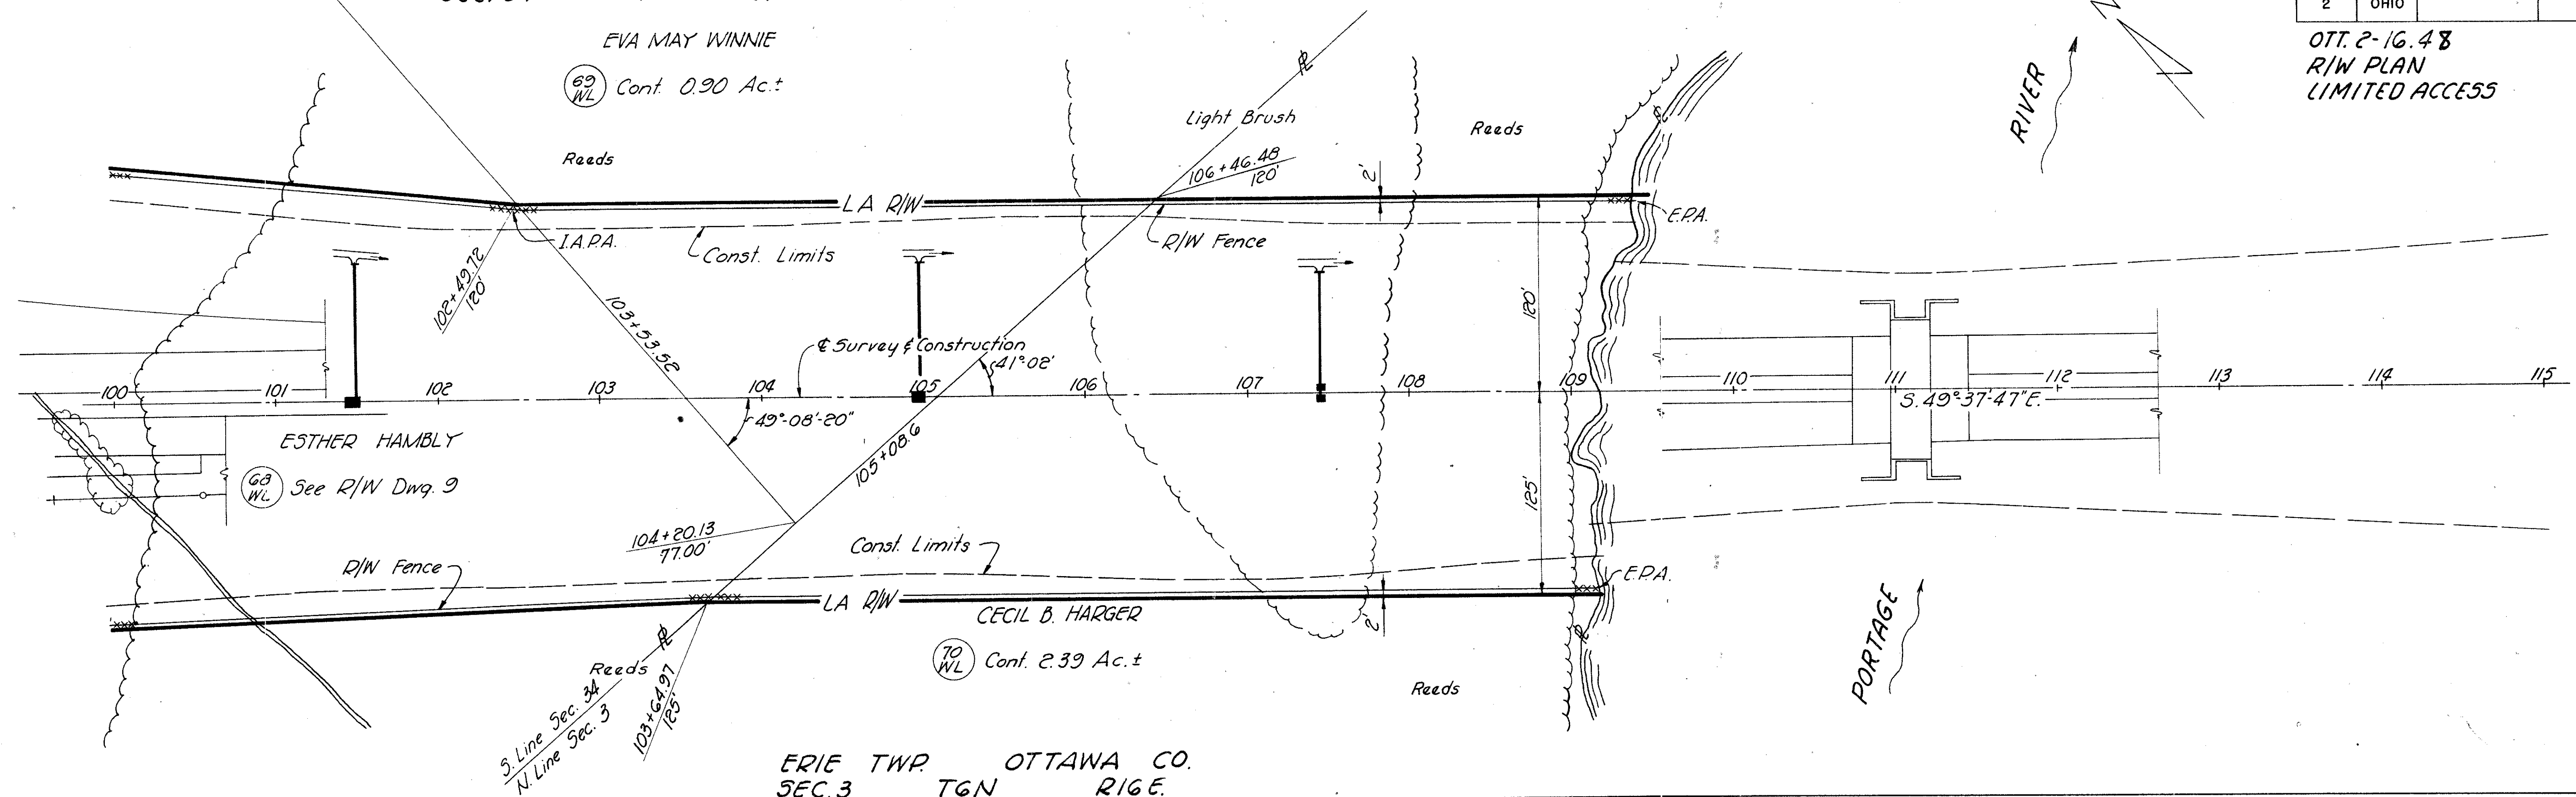 2 OHIO
OTT. 2-16.48
R/W PLAN
LIMITED ACCESS
EVA MAY WINNIE
69 WL Cont. 0.90 Ac.±
Reeds
Light Brush
Reeds
RIVER
106+46.48
120'
2'
LA R/W
I.A.P.A.
Const. Limits
R/W Fence
E.P.A.
102+49.72
120'
103+53.52
120'
℄ Survey & Construction
41°-02'
100 101 102 103 104 105 106 107 108 109 110 111 112 113 114 115
S. 49°-37'-47" E.
49°-08'-20"
105+08.6
ESTHER HAMBLY
68 WL See R/W Dwg. 9
125'
104+20.13
77.00'
Const. Limits
R/W Fence
E.P.A.
LA R/W
CECIL B. HARGER
2'
70 WL Cont. 2.39 Ac.±
Reeds
Reeds
PORTAGE
S. Line Sec. 34
N. Line Sec. 3
103+64.97
125'
ERIE TWP. OTTAWA CO.
SEC. 3 T6N R16E.